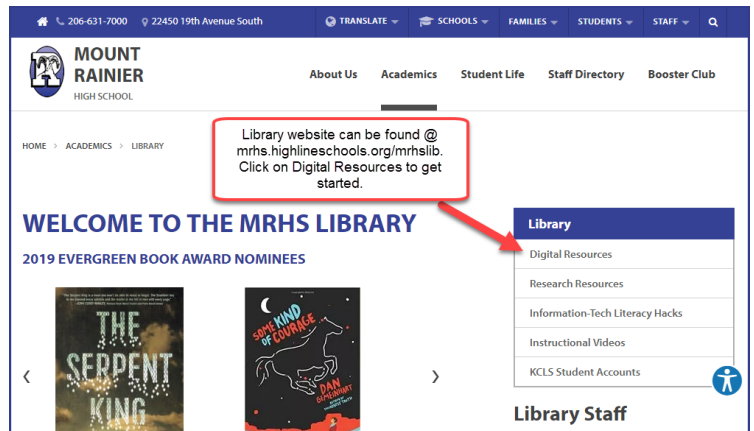 206-631-7000 22450 19th Avenue South TRANSLATE SCHOOLS FAMILIES STUDENTS STAFF
MOUNT
RAINIER
HIGH SCHOOL
About Us Academics Student Life Staff Directory Booster Club
HOME > ACADEMICS > LIBRARY
Library website can be found @
mrhs.highlineschools.org/mrhslib.
Click on Digital Resources to get
started.
WELCOME TO THE MRHS LIBRARY
2019 EVERGREEN BOOK AWARD NOMINEES
THE
SERPENT
KING
SOME KIND
OF COURAGE
DAN
GEMEINHART
Library
Digital Resources
Research Resources
Information-Tech Literacy Hacks
Instructional Videos
KCLS Student Accounts
Library Staff